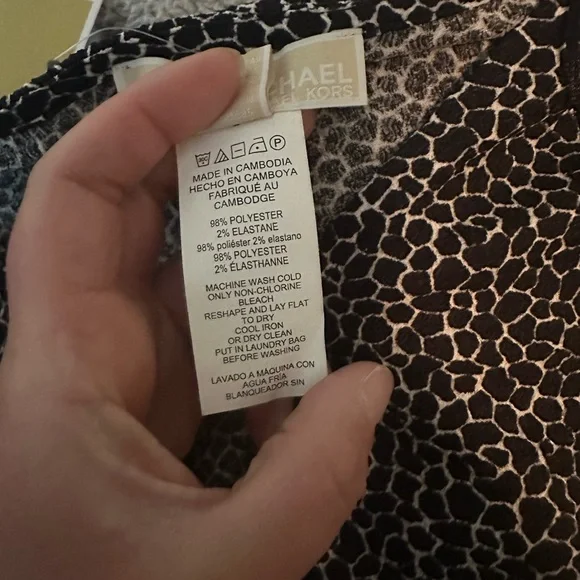 HAEL
KORS
MADE IN CAMBODIA
HECHO EN CAMBOYA
FABRIQUÉ AU
CAMBODGE
98% POLYESTER
2% ELASTANE
98% poliéster 2% elastano
98% POLYESTER
2% ÉLASTHANNE
MACHINE WASH COLD
ONLY NON-CHLORINE
BLEACH
RESHAPE AND LAY FLAT
TO DRY
COOL IRON
OR DRY CLEAN
PUT IN LAUNDRY BAG
BEFORE WASHING
LAVADO A MÁQUINA CON
AGUA FRÍA
BLANQUEADOR SIN